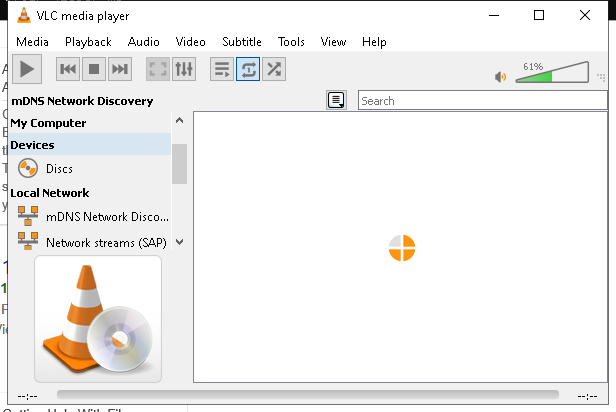 VLC media player
Media Playback Audio Video Subtitle Tools View Help
61%
mDNS Network Discovery
Search
My Computer
Devices
Discs
Local Network
mDNS Network Disco...
Network streams (SAP)
--:--
--:--